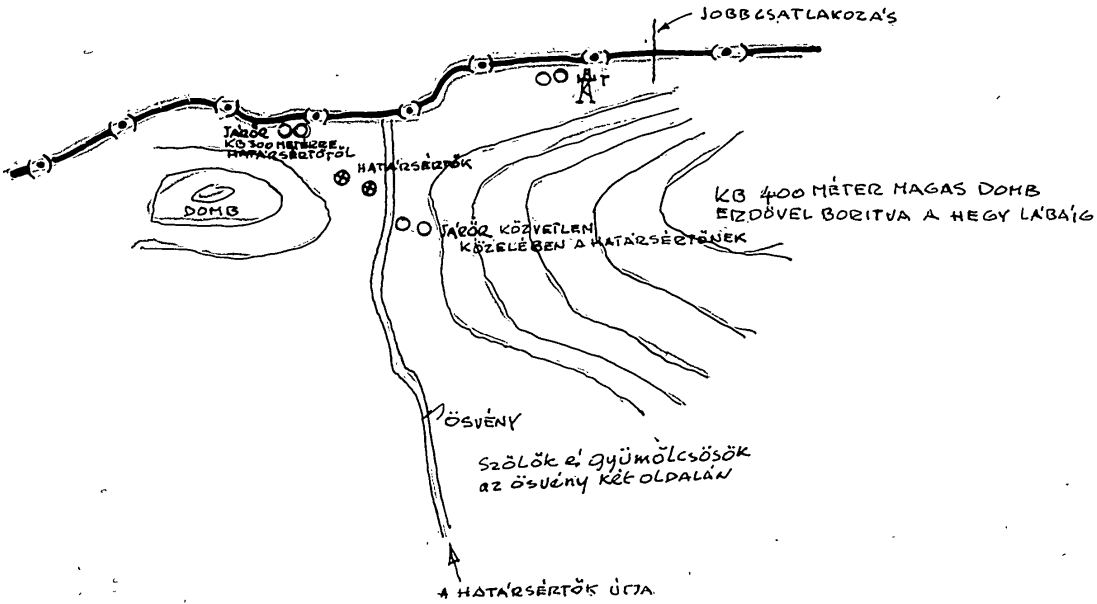 JOBBCSATLAKOZÁS
T
JÁRŐR
KB 300 MÉTERRE
HATÁRSÉRTŐTŐL
HATÁRSÉRTŐK
DOMB
KB 400 MÉTER MAGAS DOMB
ERDŐVEL BORITVA A HEGY LÁBÁIG
JÁRŐR KÖZVETLEN
KÖZELÉBEN A HATÁRSÉRTŐNEK
ÖSVÉNY
Szőlők és gyümölcsösök
az ösvény két oldalán
A HATÁRSÉRTŐK ÚTJA